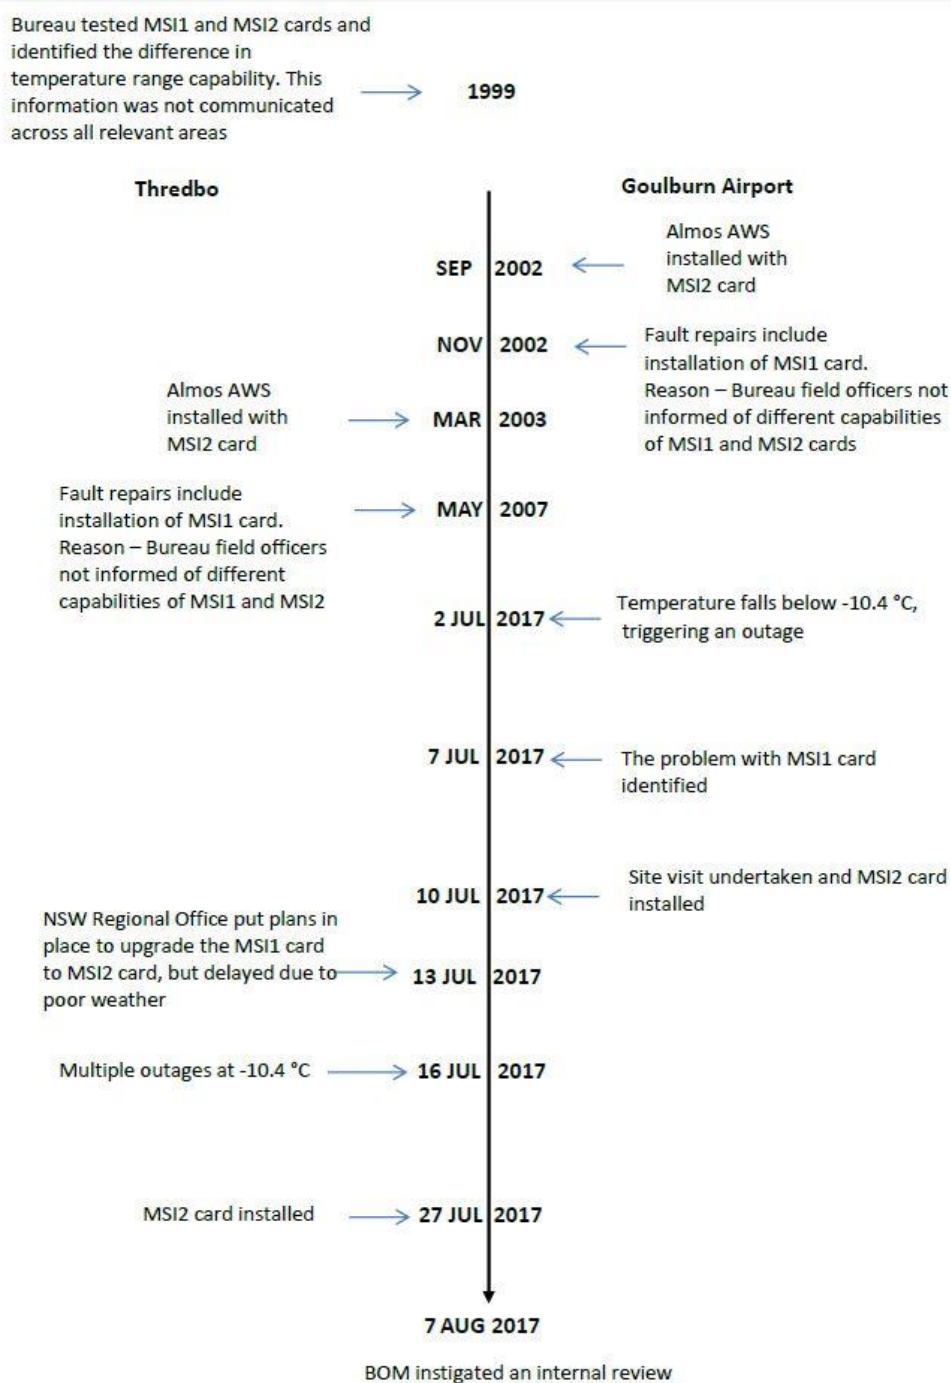 Bureau tested MSI1 and MSI2 cards and
identified the difference in
temperature range capability. This
information was not communicated
across all relevant areas
1999
Thredbo
Goulburn Airport
SEP 2002
Almos AWS
installed with
MSI2 card
NOV 2002
Fault repairs include
installation of MSI1 card.
Reason – Bureau field officers not
informed of different capabilities
of MSI1 and MSI2 cards
Almos AWS
installed with
MSI2 card
MAR 2003
Fault repairs include
installation of MSI1 card.
Reason – Bureau field officers
not informed of different
capabilities of MSI1 and MSI2
MAY 2007
2 JUL 2017
Temperature falls below -10.4 °C,
triggering an outage
7 JUL 2017
The problem with MSI1 card
identified
10 JUL 2017
Site visit undertaken and MSI2 card
installed
NSW Regional Office put plans in
place to upgrade the MSI1 card
to MSI2 card, but delayed due to
poor weather
13 JUL 2017
Multiple outages at -10.4 °C
16 JUL 2017
MSI2 card installed
27 JUL 2017
7 AUG 2017
BOM instigated an internal review